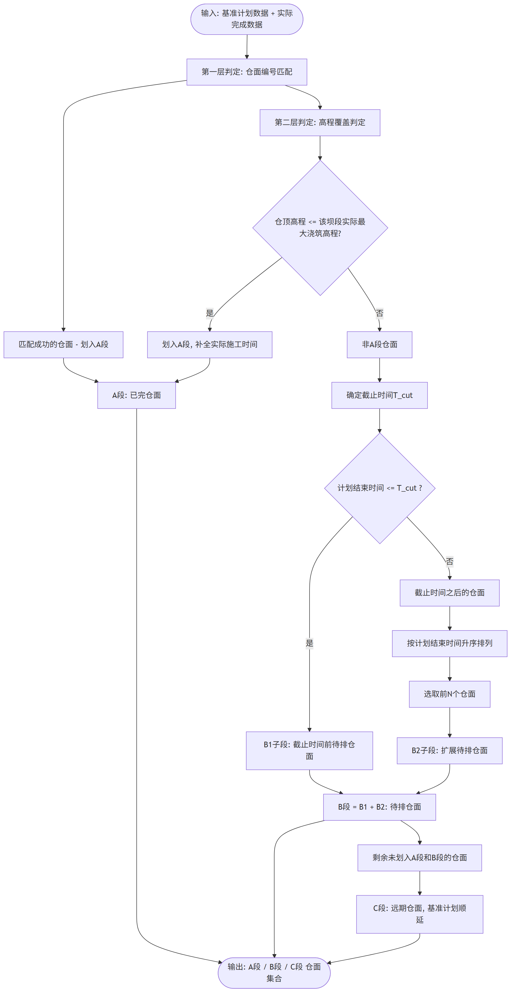 输入: 基准计划数据 + 实际
完成数据
第一层判定: 仓面编号匹配
第二层判定: 高程覆盖判定
仓顶高程 <= 该坝段实际最
大浇筑高程?
是
否
匹配成功的仓面 - 划入A段
划入A段, 补全实际施工时间
非A段仓面
A段: 已完仓面
确定截止时间T_cut
计划结束时间 <= T_cut ?
否
截止时间之后的仓面
是
按计划结束时间升序排列
选取前N个仓面
B1子段: 截止时间前待排仓
面
B2子段: 扩展待排仓面
B段 = B1 + B2: 待排仓面
剩余未划入A段和B段的仓面
C段: 远期仓面, 基准计划顺
延
输出: A段 / B段 / C段 仓面
集合